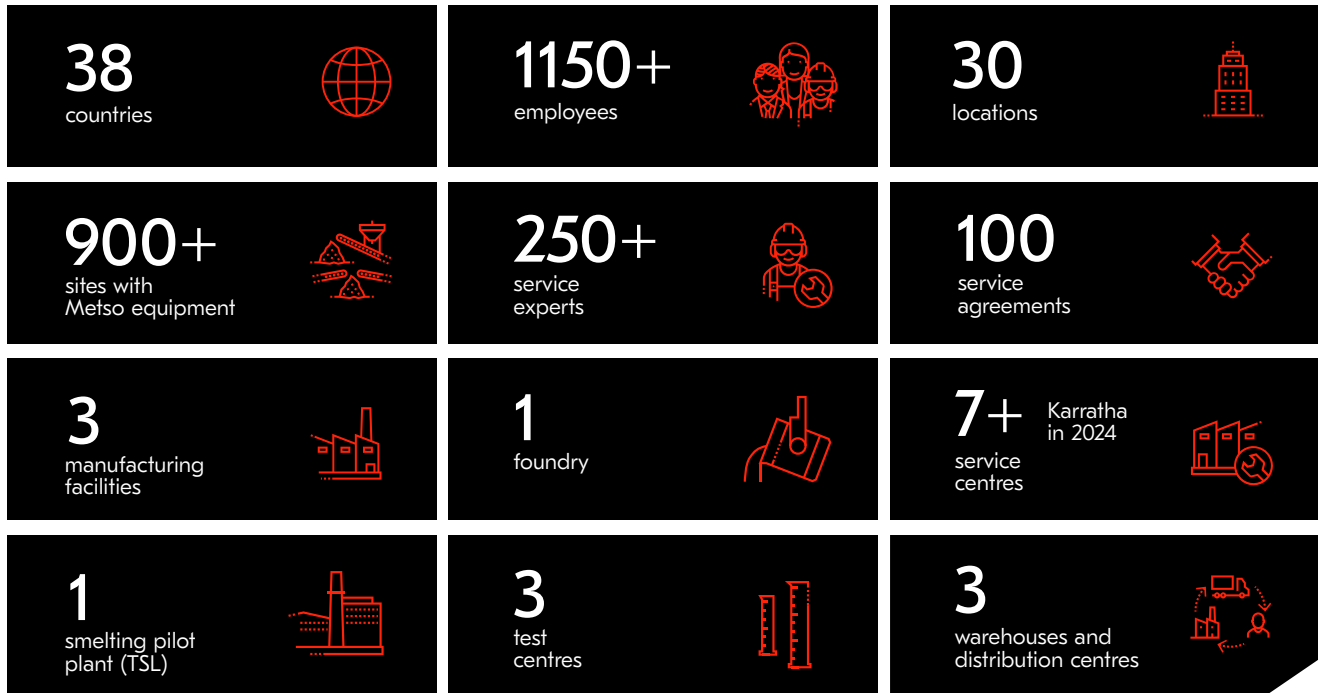 38
countries
1150+
employees
30
locations
900+
sites with
Metso equipment
250+
service
experts
100
service
agreements
3
manufacturing
facilities
1
foundry
7+
Karratha
in 2024
service
centres
1
smelting pilot
plant (TSL)
3
test
centres
3
warehouses and
distribution centres